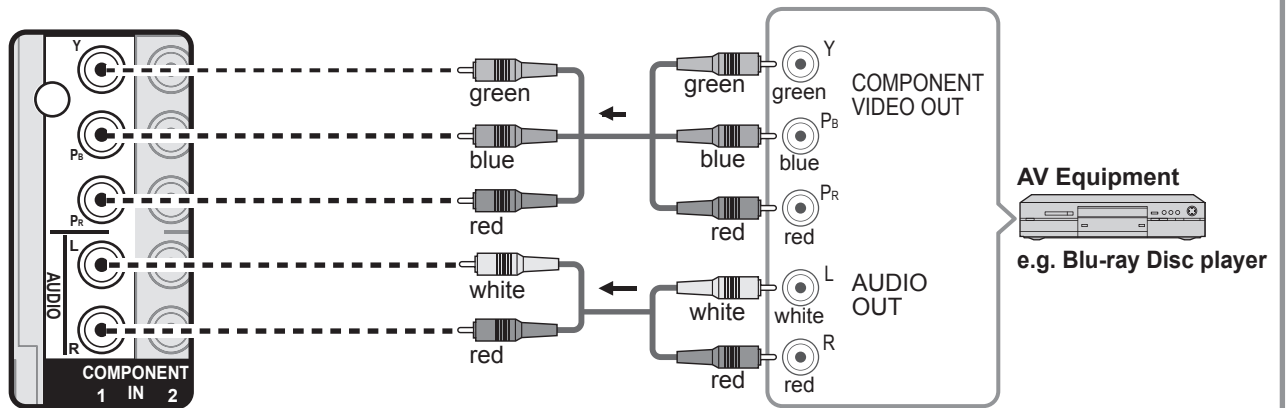 Y
PB
PR
L
AUDIO
R
COMPONENT
1 IN 2
green
blue
red
white
red
green
blue
red
white
red
Y
green
PB
blue
PR
red
COMPONENT
VIDEO OUT
L
white
R
red
AUDIO
OUT
AV Equipment
e.g. Blu-ray Disc player